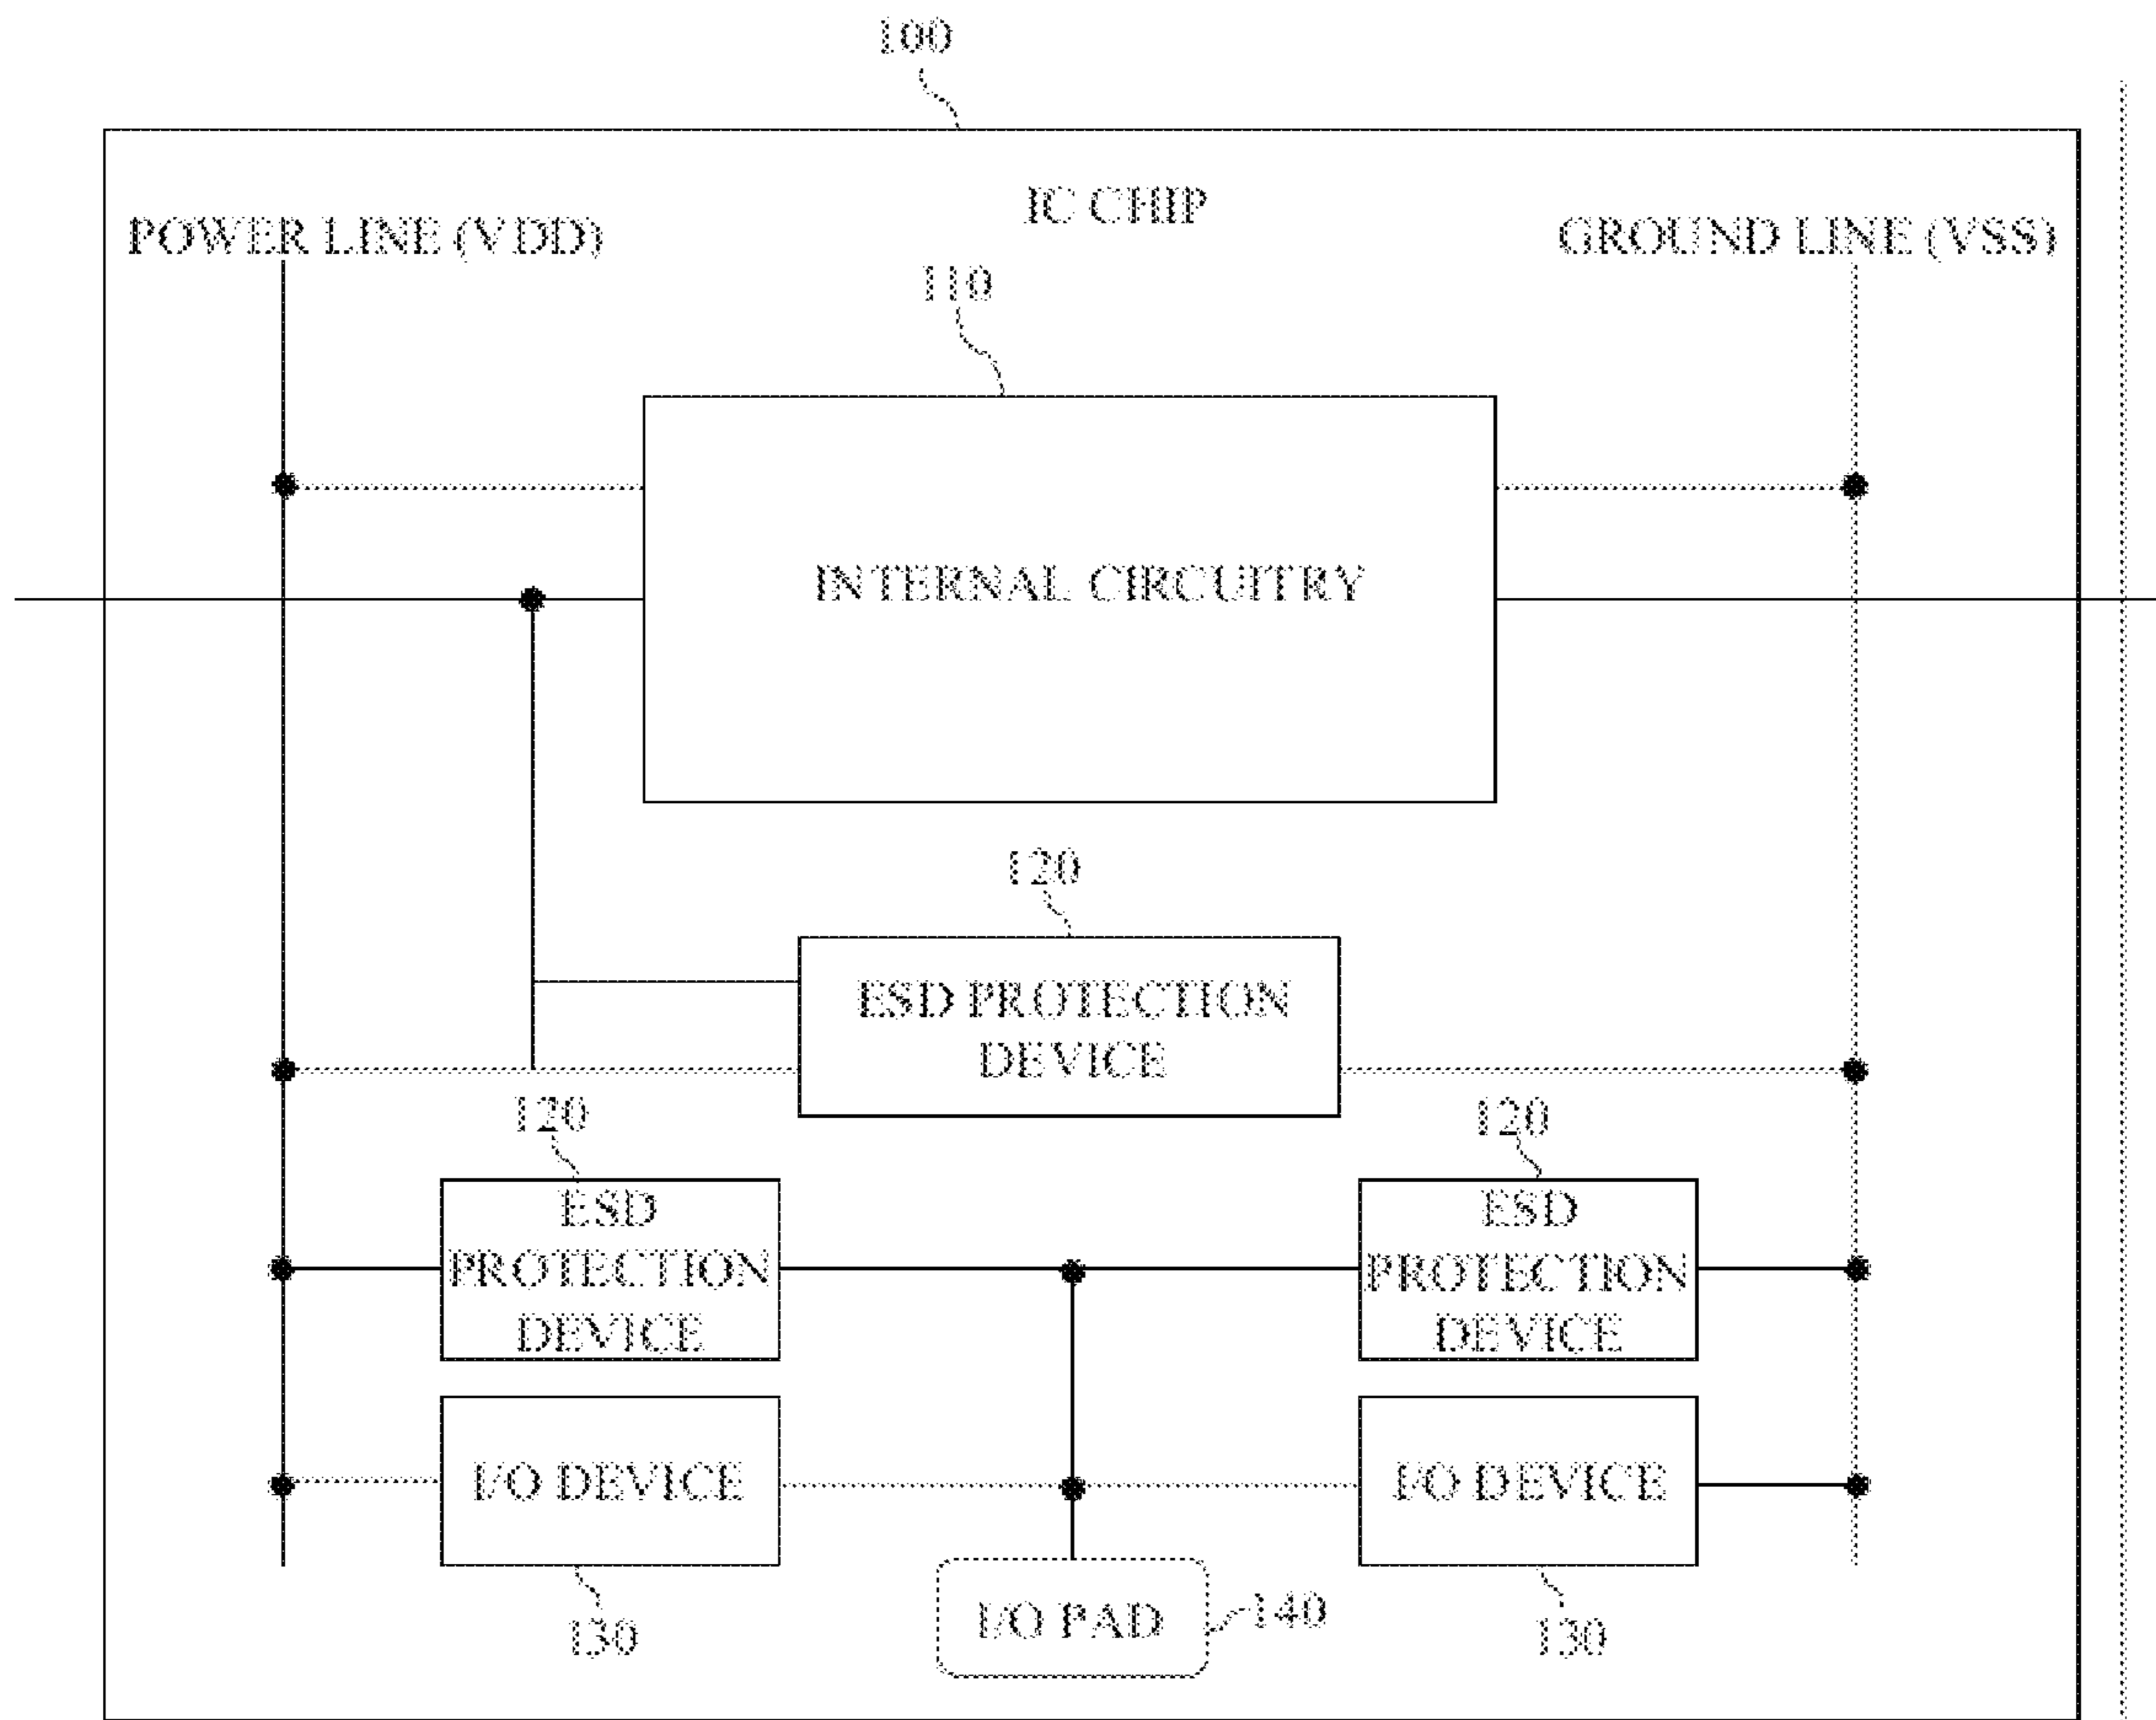 100
IC CHIP
POWER LINE (VDD)
GROUND LINE (VSS)
110
INTERNAL CIRCUITRY
120
ESD PROTECTION
DEVICE
120
120
ESD
PROTECTION
DEVICE
ESD
PROTECTION
DEVICE
I/O DEVICE
I/O DEVICE
130
I/O PAD
140
130